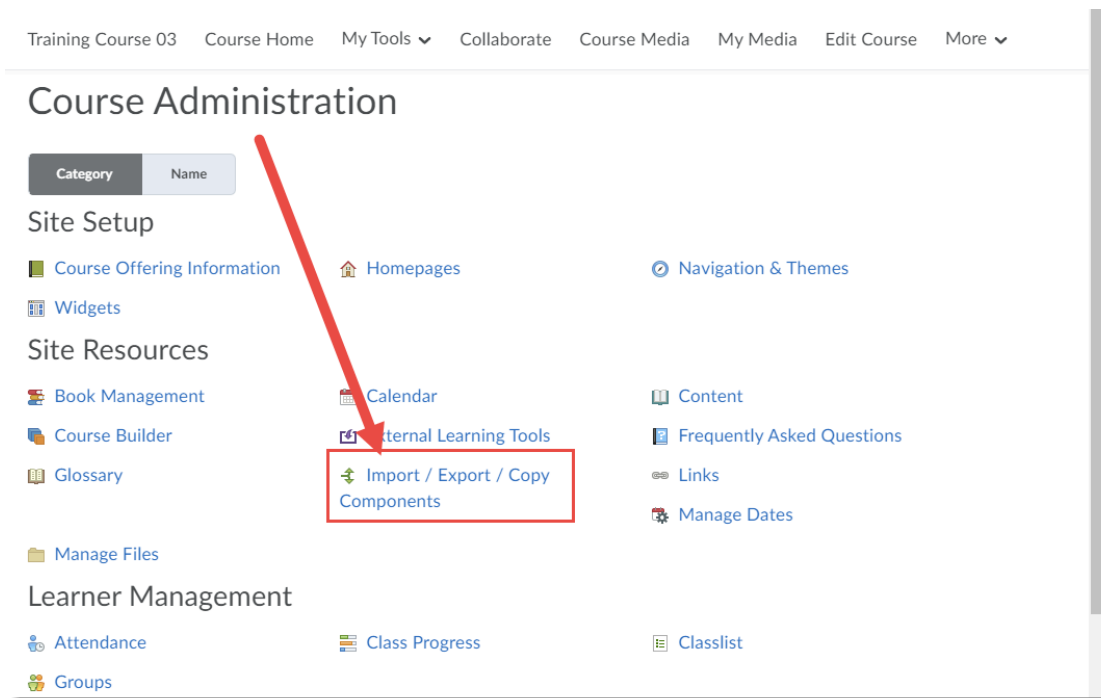 Training Course 03 Course Home My Tools Collaborate Course Media My Media Edit Course More
Course Administration
Category Name
Site Setup
Course Offering Information Homepages Navigation & Themes
Widgets
Site Resources
Book Management Calendar Content
Course Builder External Learning Tools Frequently Asked Questions
Glossary Import / Export / Copy Components Links
Manage Dates
Manage Files
Learner Management
Attendance Class Progress Classlist
Groups